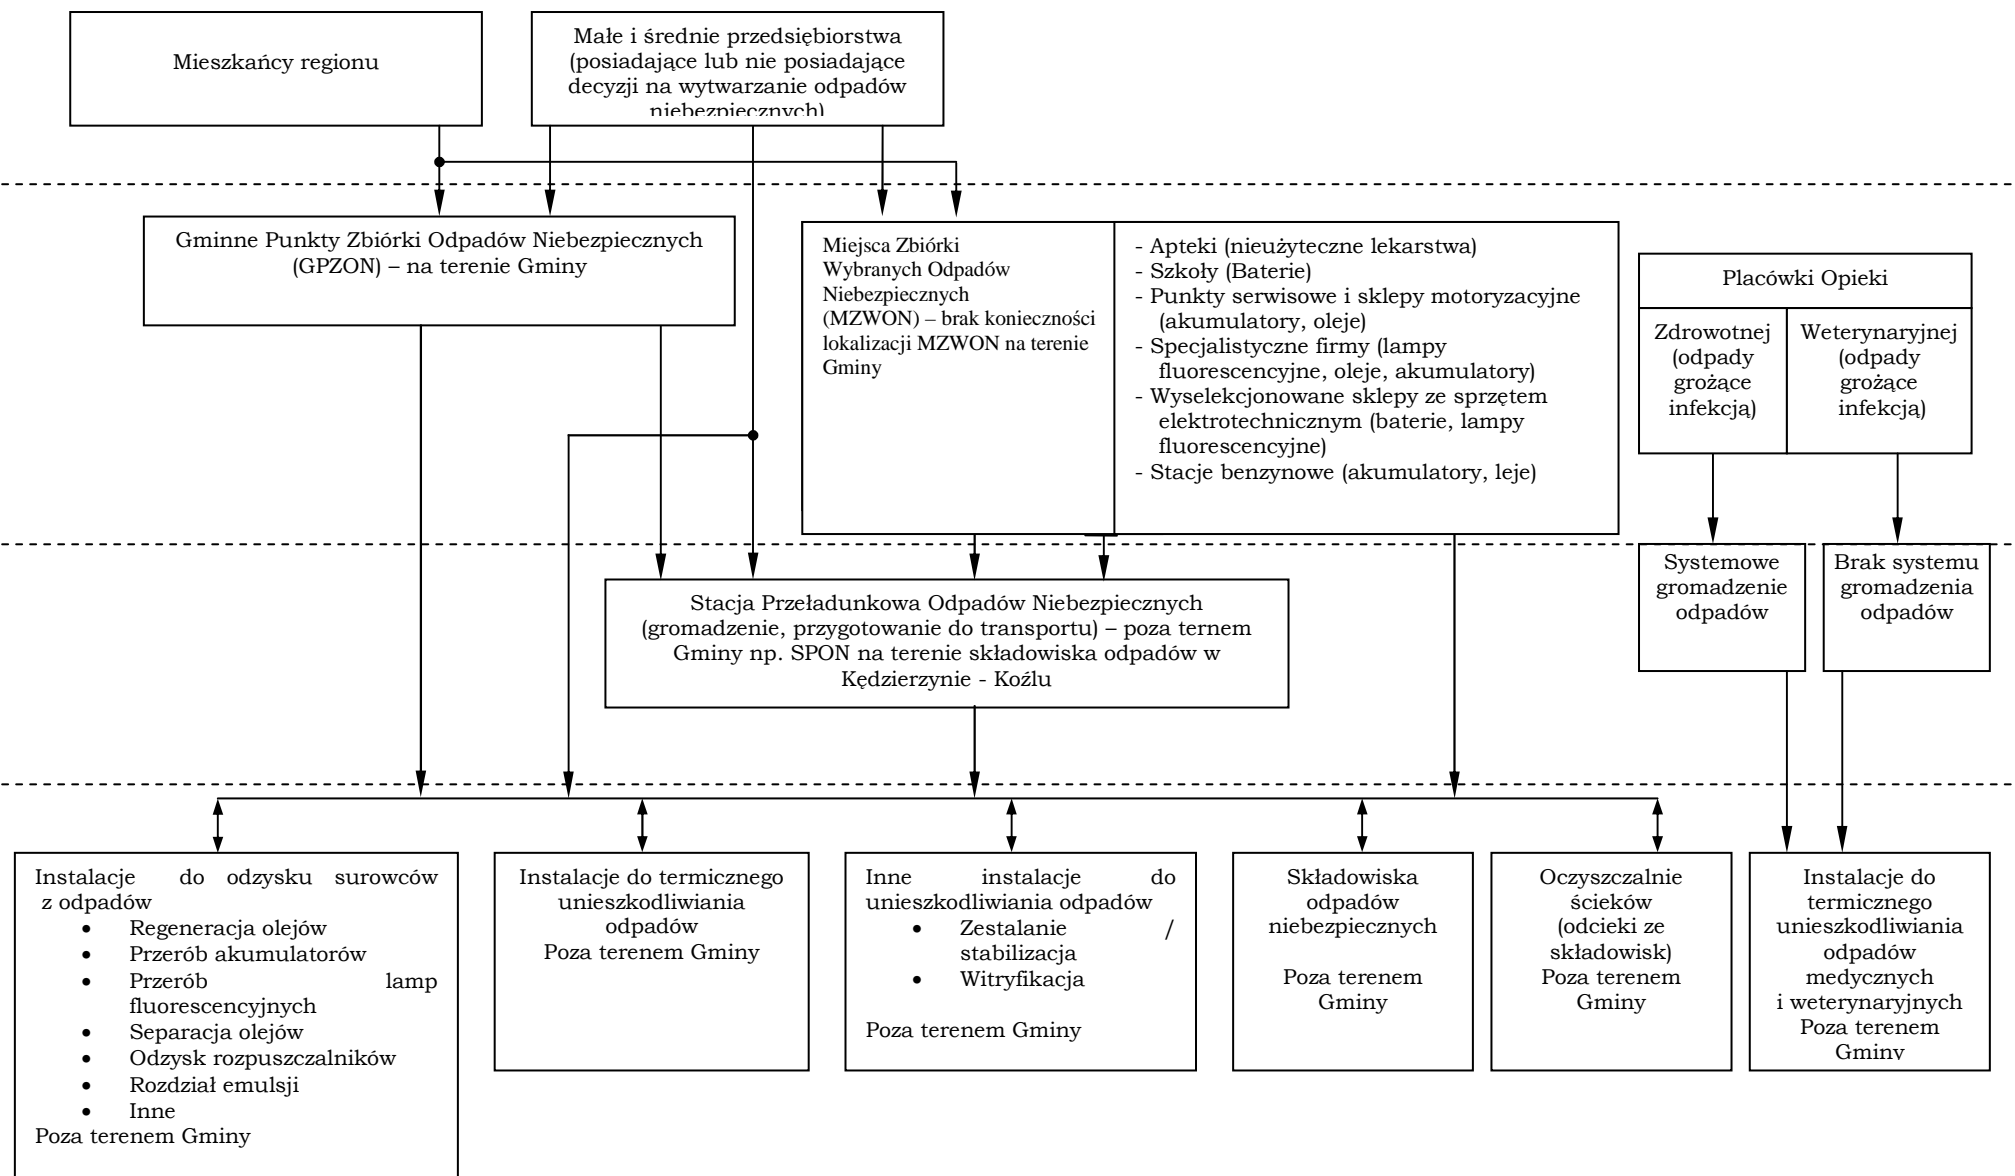 Mieszkańcy regionu
Małe i średnie przedsiębiorstwa
(posiadające lub nie posiadające
decyzji na wytwarzanie odpadów
niebezpiecznych)
Gminne Punkty Zbiórki Odpadów Niebezpiecznych
(GPZON) – na terenie Gminy
Miejsca Zbiórki
Wybranych Odpadów
Niebezpiecznych
(MZWON) – brak konieczności
lokalizacji MZWON na terenie
Gminy
- Apteki (nieużyteczne lekarstwa)
- Szkoły (Baterie)
- Punkty serwisowe i sklepy motoryzacyjne
(akumulatory, oleje)
- Specjalistyczne firmy (lampy
fluorescencyjne, oleje, akumulatory)
- Wyselekcjonowane sklepy ze sprzętem
elektrotechnicznym (baterie, lampy
fluorescencyjne)
- Stacje benzynowe (akumulatory, leje)
Placówki Opieki
Zdrowotnej
(odpady
grożące
infekcją)
Weterynaryjnej
(odpady
grożące
infekcją)
Stacja Przeładunkowa Odpadów Niebezpiecznych
(gromadzenie, przygotowanie do transportu) – poza ternem
Gminy np. SPON na terenie składowiska odpadów w
Kędzierzynie - Koźlu
Systemowe
gromadzenie
odpadów
Brak systemu
gromadzenia
odpadów
Instalacje do odzysku surowców
z odpadów
• Regeneracja olejów
• Przerób akumulatorów
• Przerób lamp
fluorescencyjnych
• Separacja olejów
• Odzysk rozpuszczalników
• Rozdział emulsji
• Inne
Poza terenem Gminy
Instalacje do termicznego
unieszkodliwiania
odpadów
Poza terenem Gminy
Inne instalacje do
unieszkodliwiania odpadów
• Zestalanie /
stabilizacja
• Witryfikacja
Poza terenem Gminy
Składowiska
odpadów
niebezpiecznych
Poza terenem
Gminy
Oczyszczalnie
ścieków
(odcieki ze
składowisk)
Poza terenem
Gminy
Instalacje do
termicznego
unieszkodliwiania
odpadów
medycznych
i weterynaryjnych
Poza terenem
Gminy